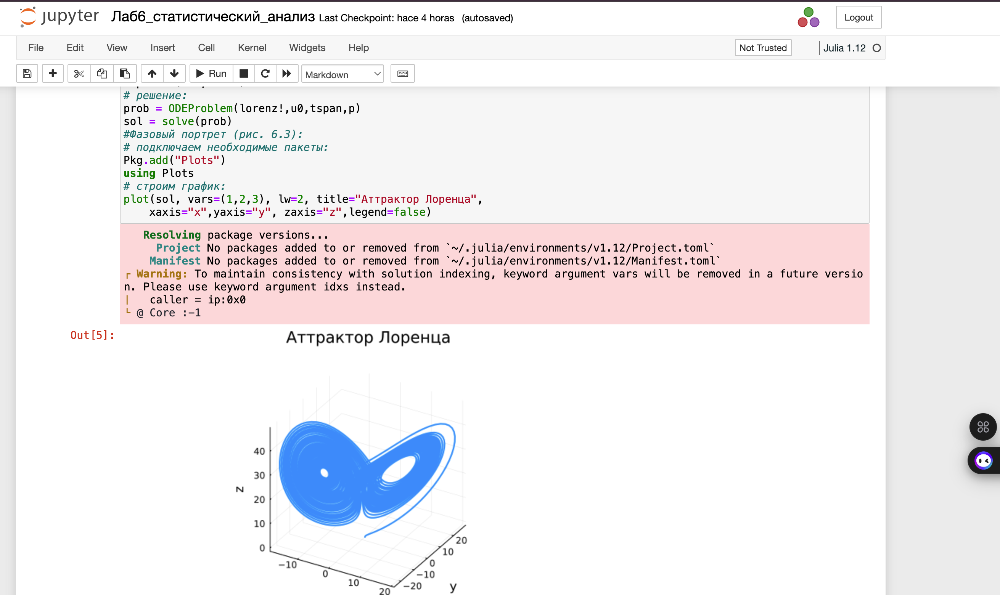 jupyter Лаб6_статистический_анализ Last Checkpoint: hace 4 horas (autosaved)
Logout
File Edit View Insert Cell Kernel Widgets Help
Not Trusted
Julia 1.12
Run
Markdown
# решение:
prob = ODEProblem(lorenz!,u0,tspan,p)
sol = solve(prob)
#Фазовый портрет (рис. 6.3):
# подключаем необходимые пакеты:
Pkg.add("Plots")
using Plots
# строим график:
plot(sol, vars=(1,2,3), lw=2, title="Аттрактор Лоренца",
xaxis="x",yaxis="y", zaxis="z",legend=false)
Resolving package versions...
Project No packages added to or removed from `~/.julia/environments/v1.12/Project.toml`
Manifest No packages added to or removed from `~/.julia/environments/v1.12/Manifest.toml`
┌ Warning: To maintain consistency with solution indexing, keyword argument vars will be removed in a future versio
n. Please use keyword argument idxs instead.
│ caller = ip:0x0
└ @ Core :-1
Out[5]:
Аттрактор Лоренца
40
30
z
20
10
0
−10
0
10
20
20
10
0
−10
−20
y